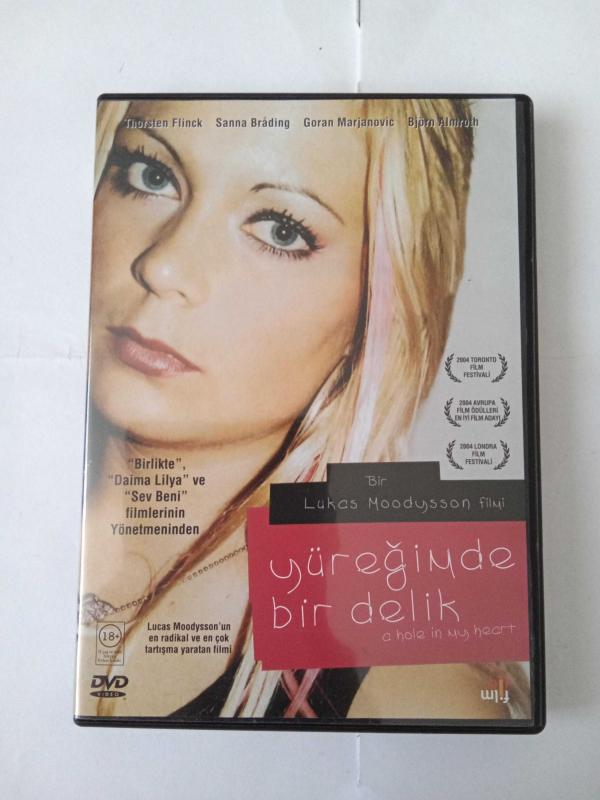 Thorsten Flinck Sanna Bråding Goran Marjanovic Björn Almroth
2004 TORONTO
FİLM
FESTİVALİ
2004 AVRUPA
FİLM ÖDÜLLERİ
EN İYİ FİLM ADAYI
2004 LONDRA
FİLM
FESTİVALİ
"Birlikte",
"Daima Lilya" ve
"Sev Beni"
filmlerinin
Yönetmeninden
Bir
Lukas Moodysson filmi
yüreğimde
bir delik
a hole in my heart
Lucas Moodysson'un
en radikal ve en çok
tartışma yaratan filmi
18+
DVD
VIDEO
film